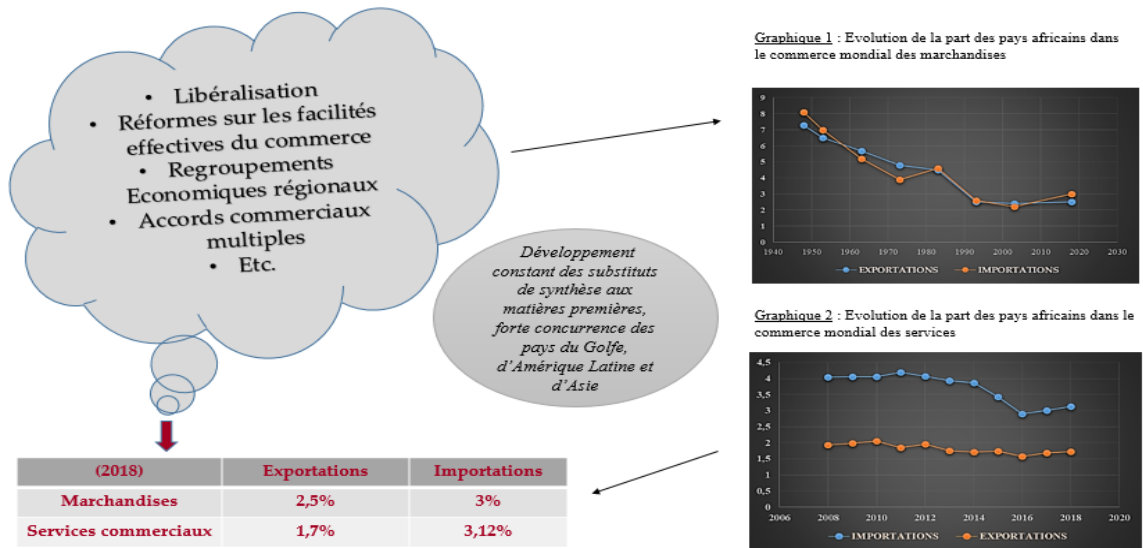 • Libéralisation
• Réformes sur les facilités
effectives du commerce
• Regroupements
Economiques régionaux
• Accords commerciaux
multiples
• Etc.
Développement
constant des substituts
de synthèse aux
matières premières,
forte concurrence des
pays du Golfe,
d'Amérique Latine et
d'Asie
(2018) Exportations Importations
Marchandises 2,5% 3%
Services commerciaux 1,7% 3,12%
Graphique 1 : Evolution de la part des pays africains dans
le commerce mondial des marchandises
9
8
7
6
5
4
3
2
1
0
1940 1950 1960 1970 1980 1990 2000 2010 2020 2030
EXPORTATIONS IMPORTATIONS
Graphique 2 : Evolution de la part des pays africains dans le
commerce mondial des services
4,5
4
3,5
3
2,5
2
1,5
1
0,5
0
2006 2008 2010 2012 2014 2016 2018 2020
IMPORTATIONS EXPORTATIONS